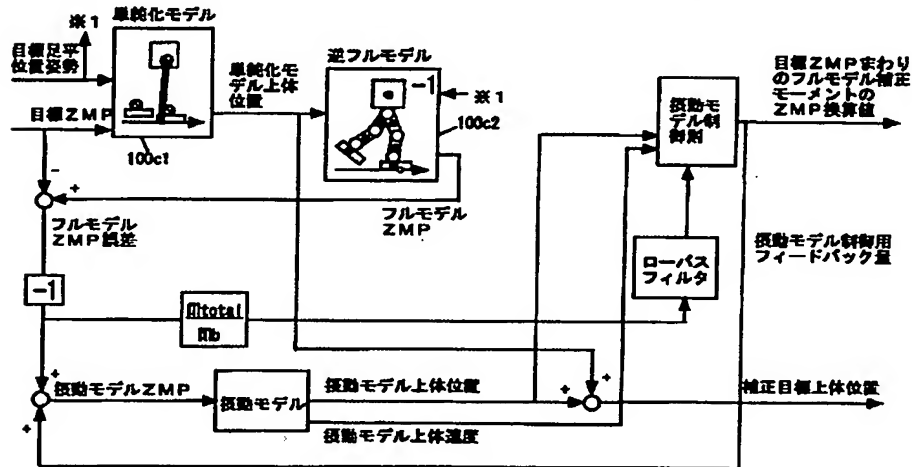 単純化モデル
※1
目標足平
位置姿勢
目標ZMP
100c1
単純化モ
デル上体
位置
逆フルモデル
-1
※1
100c2
フルモデル
ZMP
摂動モ
デル制
御則
目標ZMPまわり
のフルモデル補正
モーメントの
ZMP換算値
-
+
フルモデル
ZMP誤差
-1
Mtotal
Mb
ローパス
フィルタ
摂動モデル制御用
フィードバック量
+
+
摂動モデルZMP
摂動モデル
摂動モデル上体位置
摂動モデル上体速度
+
+
補正目標上体位置